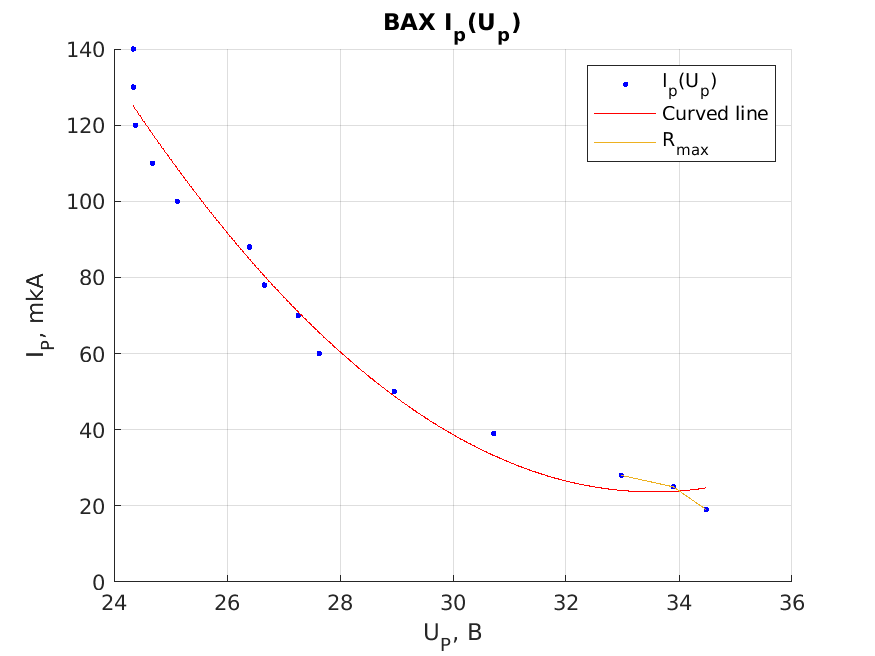 BAX I_p(U_p)
I_p(U_p)
Curved line
R_max
140
120
100
80
60
40
20
0
I_P, mkA
24 26 28 30 32 34 36
U_P, B